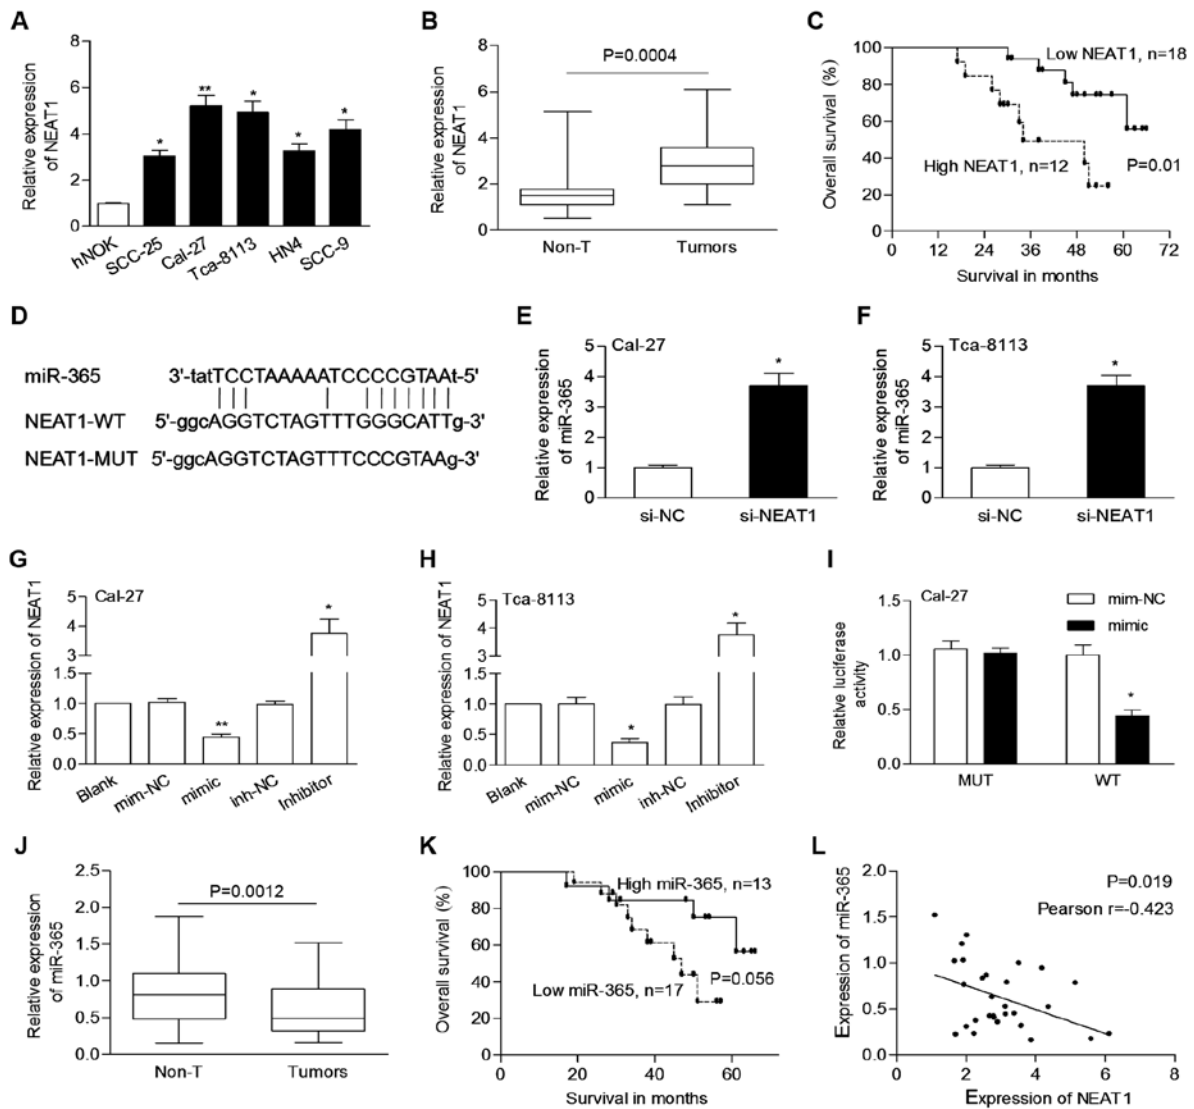 A
Relative expression
of NEAT1
8
6
4
2
0
**
*
*
*
*
hNOK
SCC-25
Cal-27
Tca-8113
HN4
SCC-9
B
Relative expression
of NEAT1
8
6
4
2
0
P=0.0004
Non-T
Tumors
C
Overall survival (%)
100
80
60
40
20
0
Low NEAT1, n=18
High NEAT1, n=12
P=0.01
0 12 24 36 48 60 72
Survival in months
D
miR-365 3'-tatTCCTAAAAATCCCCGTAAt-5'
NEAT1-WT 5'-ggcAGGTCTAGTTTGGGCATTg-3'
NEAT1-MUT 5'-ggcAGGTCTAGTTTCCCGTAAg-3'
E
Relative expression
of miR-365
5
4
3
2
1
0
Cal-27
*
si-NC
si-NEAT1
F
Relative expression
of miR-365
5
4
3
2
1
0
Tca-8113
*
si-NC
si-NEAT1
G
Relative expression of NEAT1
5
4
3
1.5
1.0
0.5
0.0
Cal-27
**
*
Blank
mim-NC
mimic
inh-NC
Inhibitor
H
Relative expression of NEAT1
5
4
3
1.5
1.0
0.5
0.0
Tca-8113
*
*
Blank
mim-NC
mimic
inh-NC
Inhibitor
I
Relative luciferase
activity
1.5
1.0
0.5
0.0
Cal-27
mim-NC
mimic
*
MUT
WT
J
Relative expression
of miR-365
2.5
2.0
1.5
1.0
0.5
0.0
P=0.0012
Non-T
Tumors
K
Overall survival (%)
100
80
60
40
20
0
High miR-365, n=13
P=0.056
Low miR-365, n=17
0 20 40 60
Survival in months
L
Expression of miR-365
2.0
1.5
1.0
0.5
0.0
P=0.019
Pearson r=-0.423
0 2 4 6 8
Expression of NEAT1